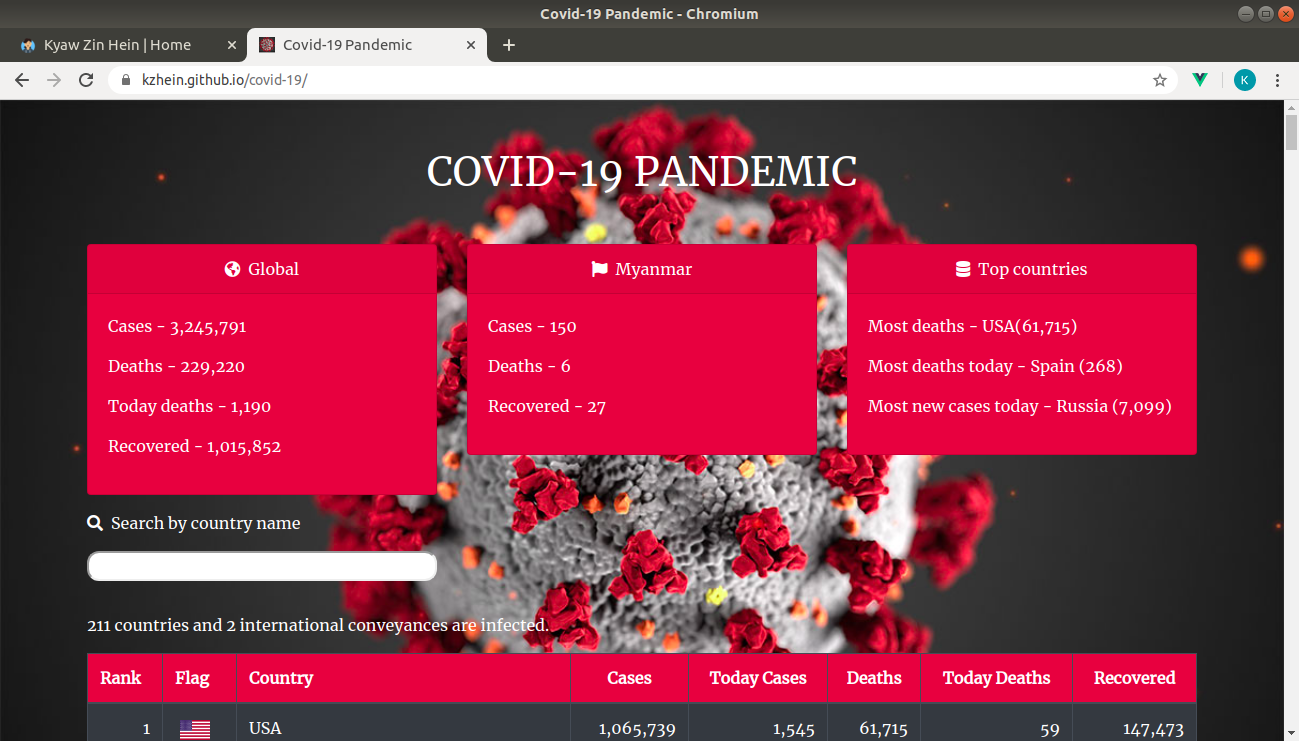 Covid-19 Pandemic - Chromium
Kyaw Zin Hein | Home
Covid-19 Pandemic
kzhein.github.io/covid-19/
K
COVID-19 PANDEMIC
Global
Cases - 3,245,791
Deaths - 229,220
Today deaths - 1,190
Recovered - 1,015,852
Myanmar
Cases - 150
Deaths - 6
Recovered - 27
Top countries
Most deaths - USA(61,715)
Most deaths today - Spain (268)
Most new cases today - Russia (7,099)
Search by country name
211 countries and 2 international conveyances are infected.
Rank Flag Country Cases Today Cases Deaths Today Deaths Recovered
1 USA 1,065,739 1,545 61,715 59 147,473